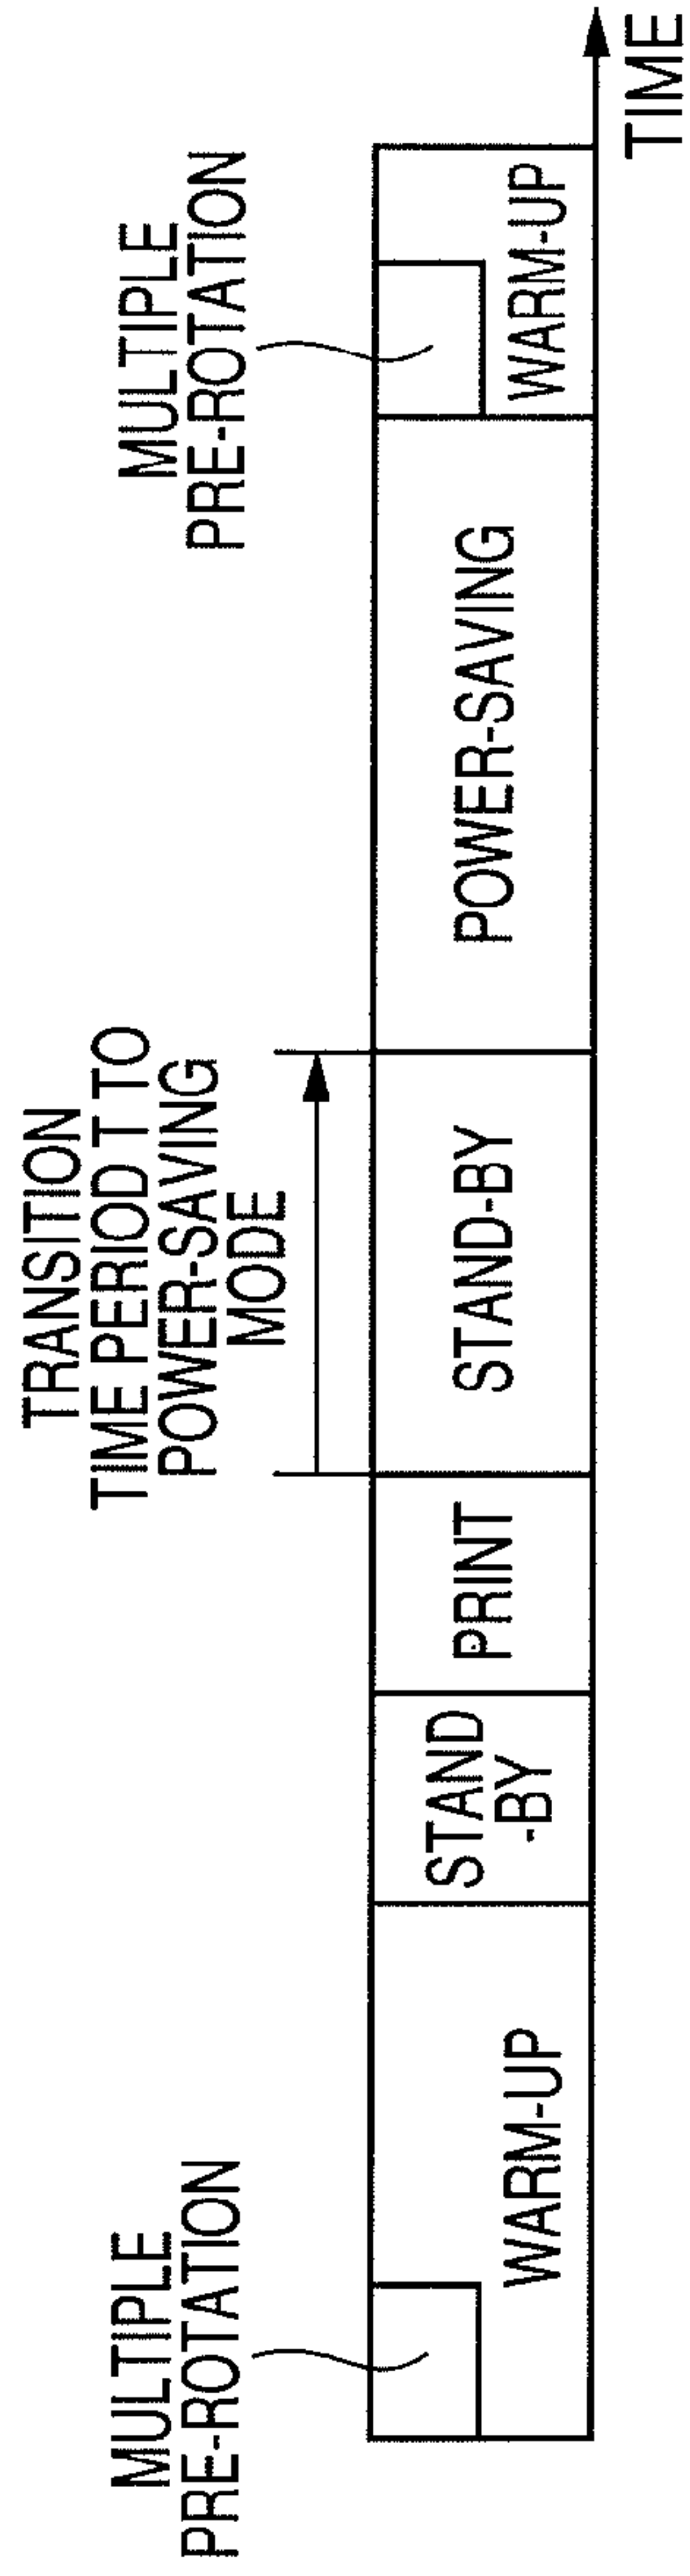 MULTIPLE
PRE-ROTATION
TRANSITION
TIME PERIOD T TO
POWER-SAVING
MODE
MULTIPLE
PRE-ROTATION
WARM-UP
STAND
-BY
PRINT
STAND-BY
POWER-SAVING
WARM-UP
TIME